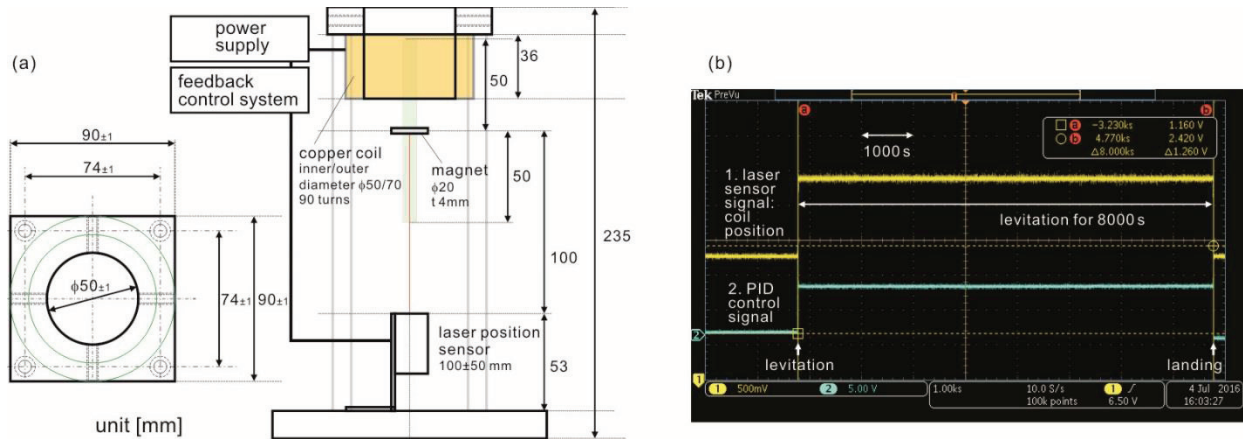 (a)
power
supply
feedback
control system
90±1
74±1
ϕ50±1
74±1
90±1
unit [mm]
copper coil
inner/outer
diameter ϕ50/70
90 turns
magnet
ϕ20
t 4mm
36
50
50
100
235
laser position
sensor
100±50 mm
53
(b)
Tek PreVu
a
b
a -3.230ks 1.160 V
b 4.770ks 2.420 V
Δ8.000ks Δ1.260 V
1000 s
1. laser
sensor
signal:
coil
position
levitation for 8000 s
2. PID
control
signal
2
levitation
landing
1
1 500mV
2 5.00 V
1.00ks
10.0 S/s
100k points
1
6.50 V
4 Jul 2016
16:03:27